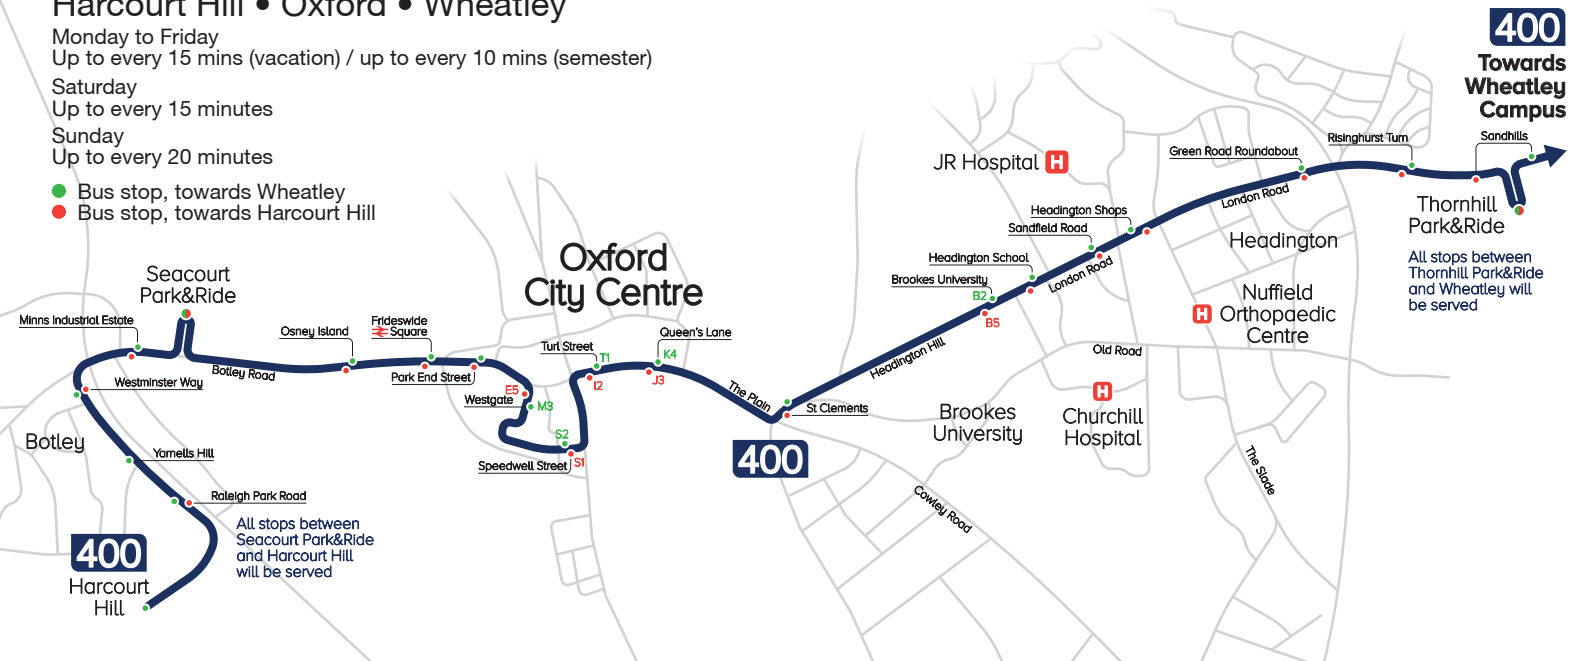 Harcourt Hill • Oxford • Wheatley
Monday to Friday
Up to every 15 mins (vacation) / up to every 10 mins (semester)
Saturday
Up to every 15 minutes
Sunday
Up to every 20 minutes
Bus stop, towards Wheatley
Bus stop, towards Harcourt Hill
400
Towards
Wheatley
Campus
Sandhills
Risinghurst Turn
Green Road Roundabout
JR Hospital H
London Road
Thornhill
Park&Ride
Headington Shops
Sandfield Road
Headington
All stops between
Thornhill Park&Ride
and Wheatley will
be served
Headington School
Brookes University
B2
London Road
B5
H
Nuffield
Orthopaedic
Centre
Oxford
City Centre
Seacourt
Park&Ride
Minns Industrial Estate
Osney Island
Frideswide
Square
Turl Street
T1
Queen's Lane
K4
Headington Hill
Old Road
Botley Road
Park End Street
Westminster Way
E5
Westgate
M3
I2
J3
The Plain
St Clements
H
Churchill
Hospital
Brookes
University
Botley
Yarnells Hill
S2
Speedwell Street
S1
400
The Slade
Cowley Road
Raleigh Park Road
All stops between
Seacourt Park&Ride
and Harcourt Hill
will be served
400
Harcourt
Hill